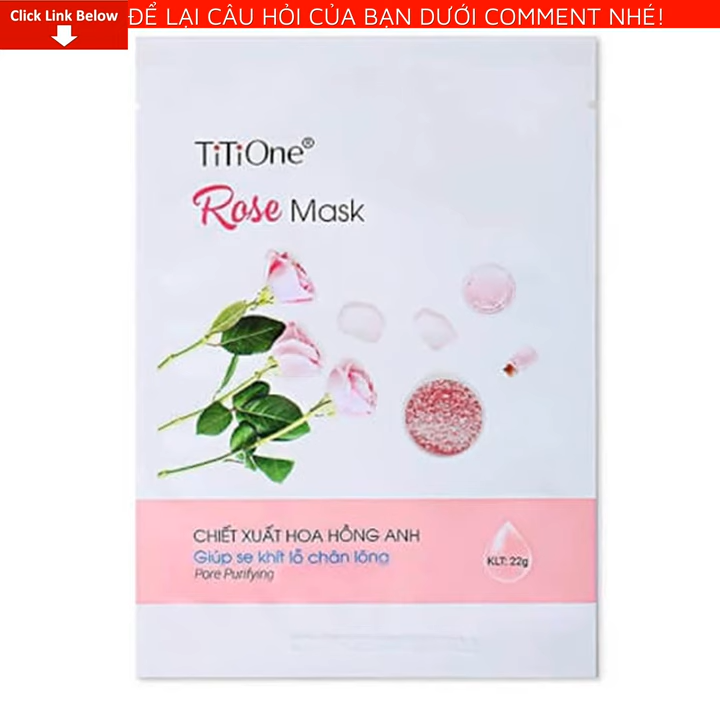 Click Link Below
ĐỂ LẠI CÂU HỎI CỦA BẠN DƯỚI COMMENT NHÉ!
TiTiOne®
Rose Mask
CHIẾT XUẤT HOA HỒNG ANH
Giúp se khít lỗ chân lông
Pore Purifying
KLT: 22g